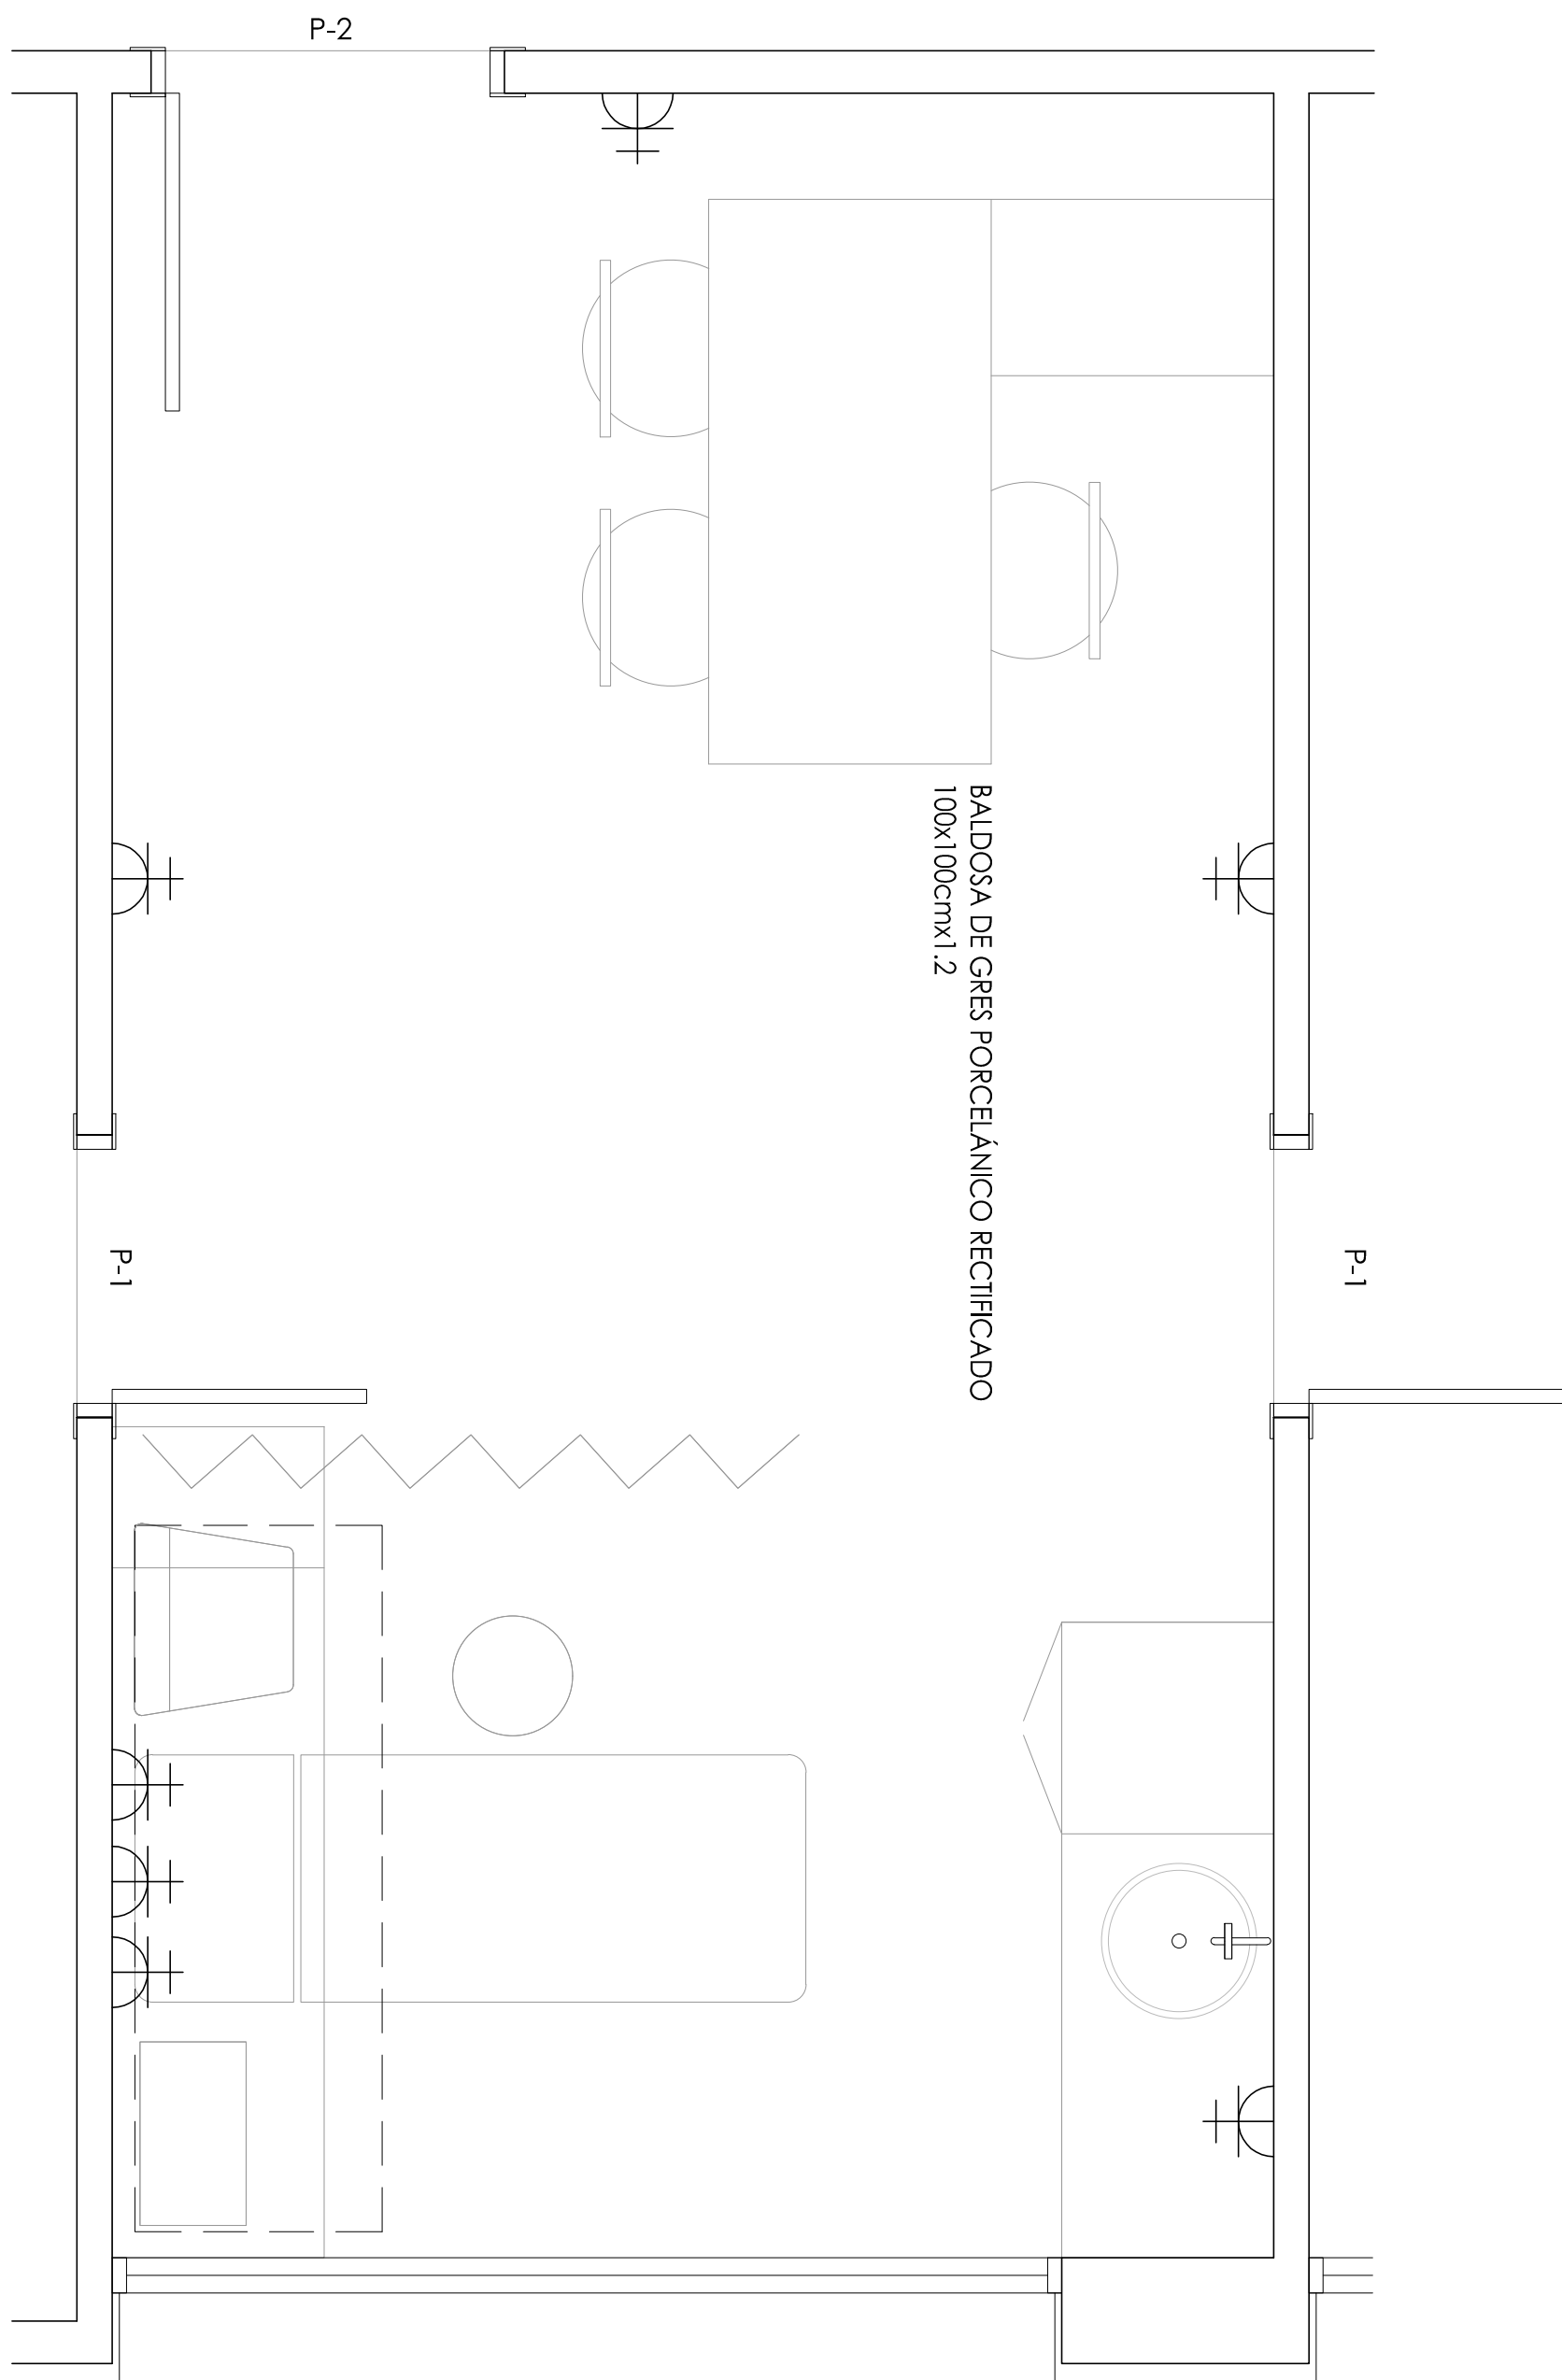 P-2
BALDOSA DE GRES PORCELÁNICO RECTIFICADO
100x100cmx1.2
P-1
P-1